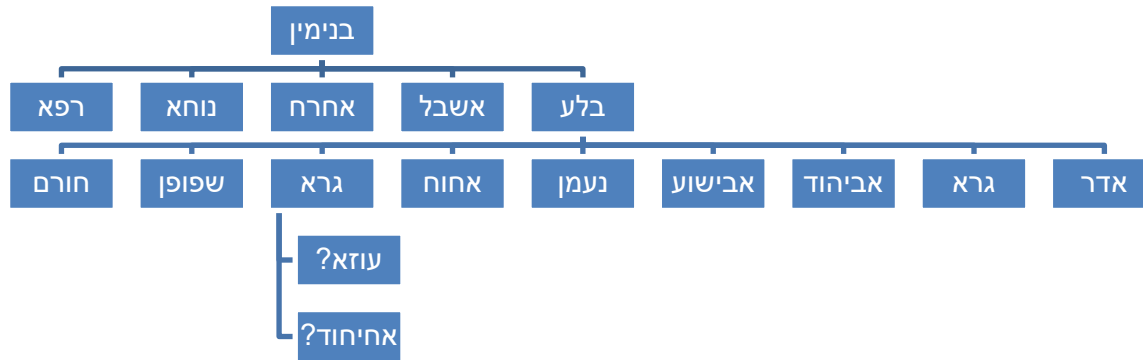 בנימין
בלע
אשבל
אחרח
נוחא
רפא
אדר
גרא
אביהוד
אבישוע
נעמן
אחוח
גרא
שפופן
חורם
עוזא?
אחיחוד?